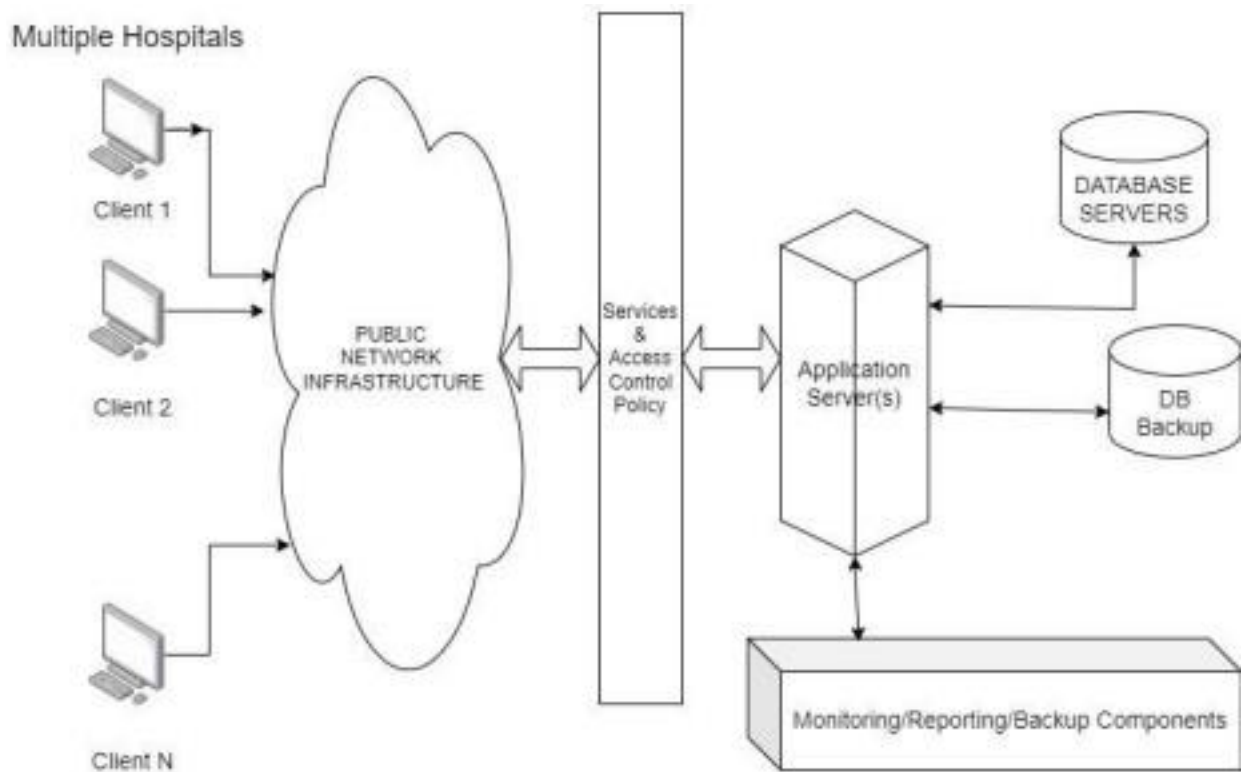 Multiple Hospitals
Client 1
Client 2
Client N
PUBLIC
NETWORK
INFRASTRUCTURE
Services
&
Access
Control
Policy
Application
Server(s)
DATABASE
SERVERS
DB
Backup
Monitoring/Reporting/Backup Components